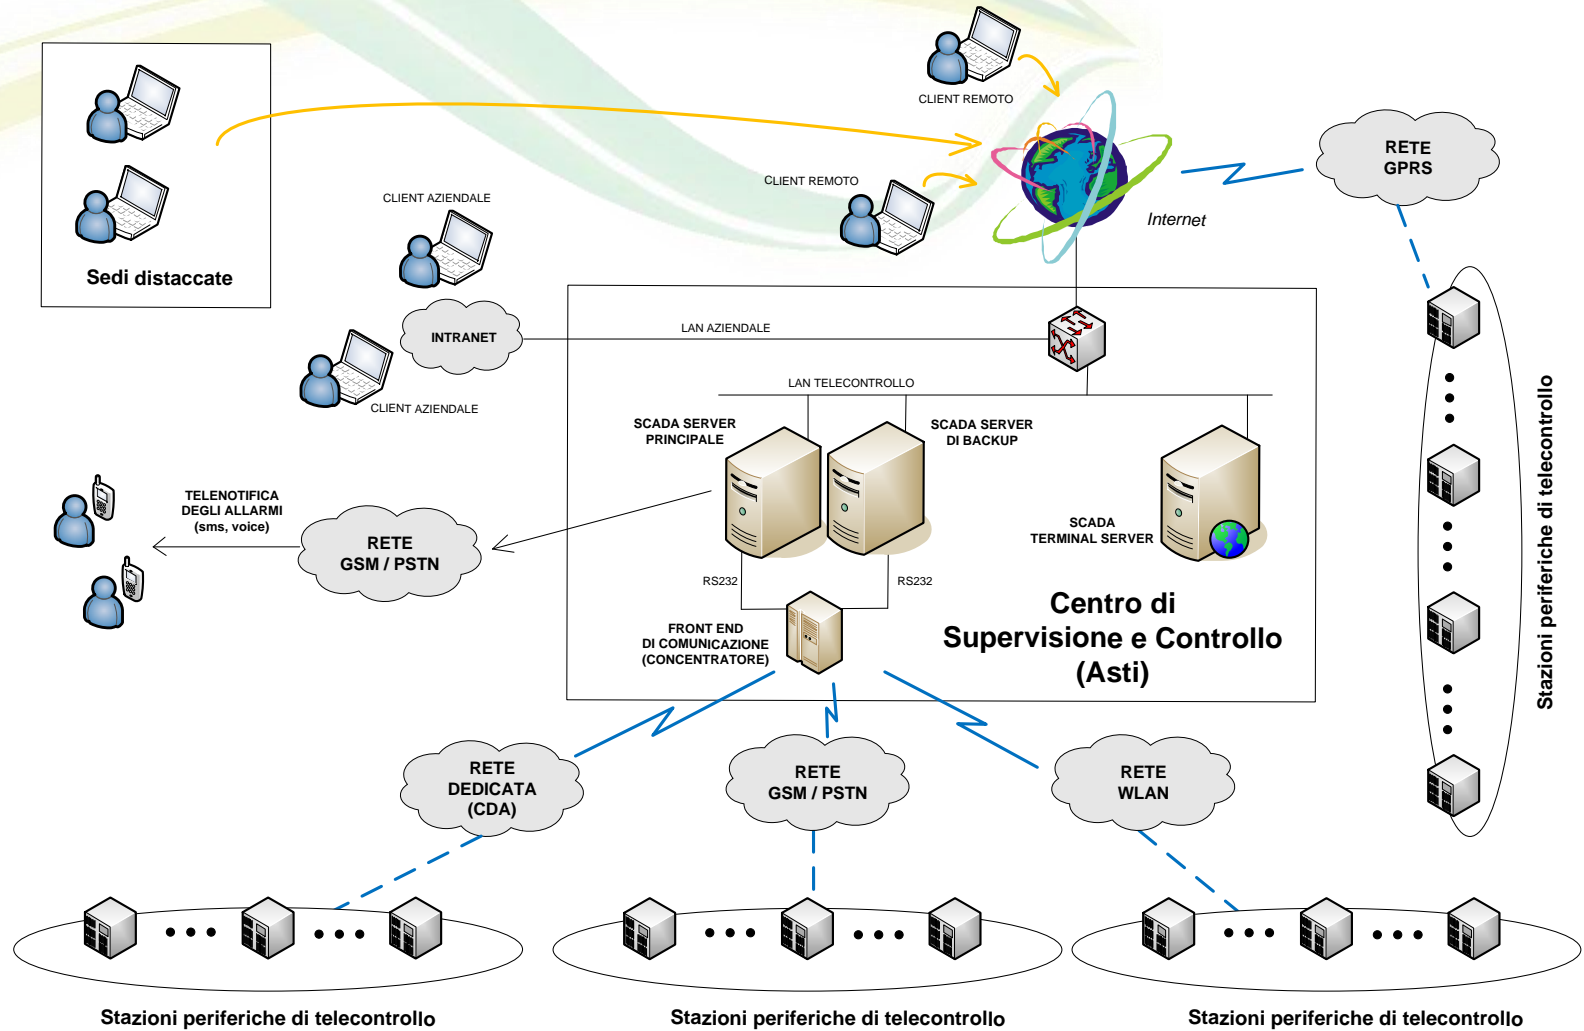 CLIENT REMOTO
RETE
GPRS
CLIENT REMOTO
CLIENT AZIENDALE
Internet
Sedi distaccate
LAN AZIENDALE
INTRANET
LAN TELECONTROLLO
CLIENT AZIENDALE
SCADA SERVER
PRINCIPALE
SCADA SERVER
DI BACKUP
Stazioni periferiche di telecontrollo
TELENOTIFICA
DEGLI ALLARMI
(sms, voice)
RETE
GSM / PSTN
SCADA
TERMINAL SERVER
RS232
RS232
Centro di
Supervisione e Controllo
(Asti)
FRONT END
DI COMUNICAZIONE
(CONCENTRATORE)
RETE
DEDICATA
(CDA)
RETE
GSM / PSTN
RETE
WLAN
Stazioni periferiche di telecontrollo
Stazioni periferiche di telecontrollo
Stazioni periferiche di telecontrollo